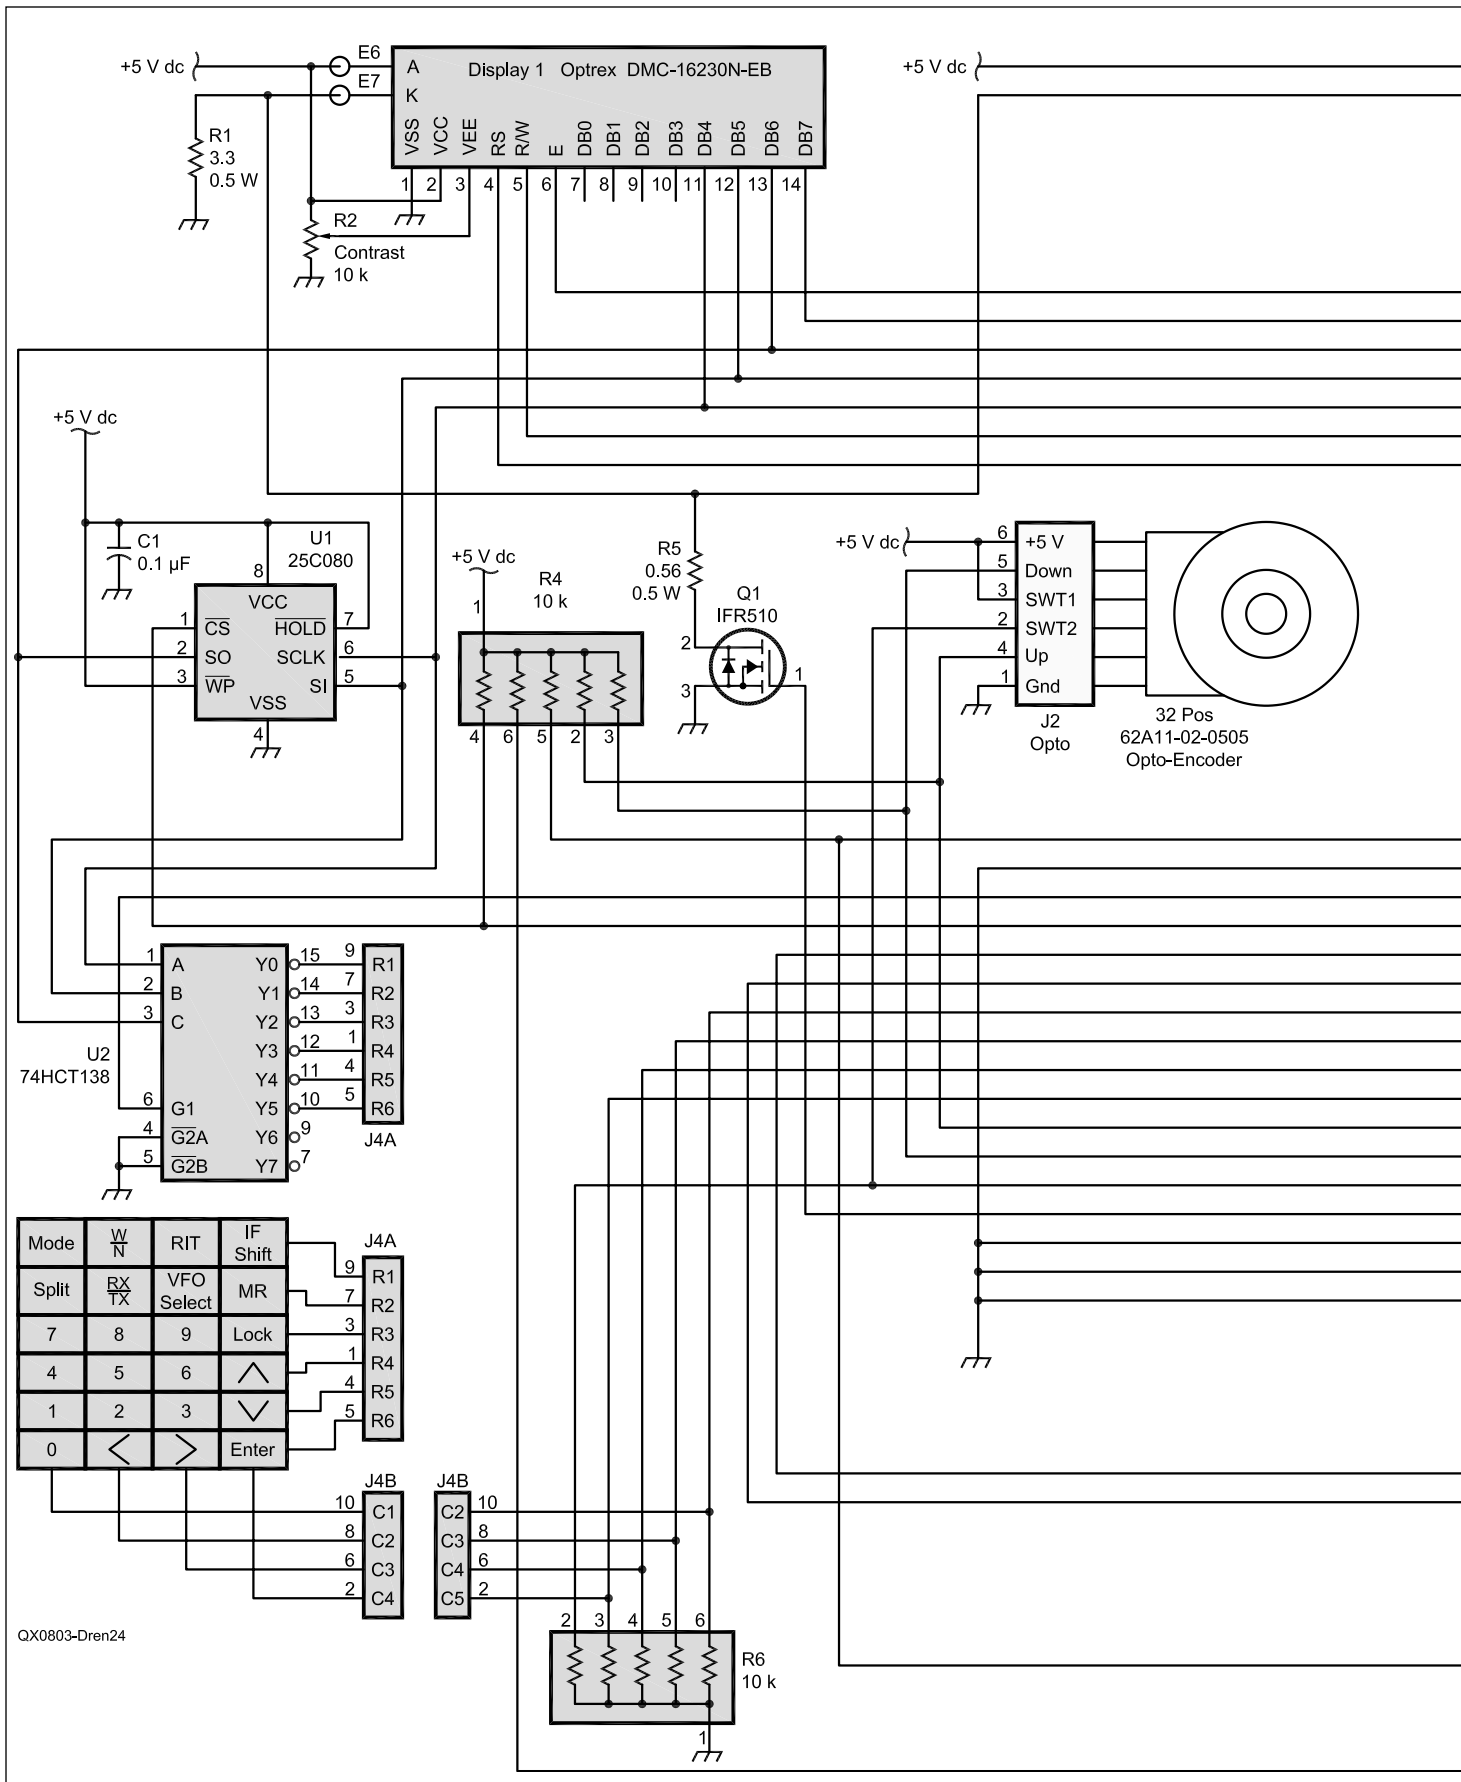 +5 V dc
E6
E7
A
K
Display 1 Optrex DMC-16230N-EB
VSS
VCC
VEE
RS
R/W
E
DB0
DB1
DB2
DB3
DB4
DB5
DB6
DB7
1
2
3
4
5
6
7
8
9
10
11
12
13
14
+5 V dc
R1
3.3
0.5 W
R2
Contrast
10 k
+5 V dc
C1
0.1 µF
U1
25C080
8
VCC
1
CS
HOLD
7
2
SO
SCLK
6
3
WP
SI
5
VSS
4
+5 V dc
1
R4
10 k
4
6
5
2
3
R5
0.56
0.5 W
Q1
IFR510
2
3
1
+5 V dc
6
+5 V
5
Down
3
SWT1
2
SWT2
4
Up
1
Gnd
J2
Opto
32 Pos
62A11-02-0505
Opto-Encoder
1
A
Y0
15
9
R1
2
B
Y1
14
7
R2
3
C
Y2
13
3
R3
Y3
12
1
R4
Y4
11
4
R5
6
G1
Y5
10
5
R6
4
G2A
Y6
9
5
G2B
Y7
7
U2
74HCT138
J4A
Mode
W
N
RIT
IF
Shift
Split
RX
TX
VFO
Select
MR
7
8
9
Lock
4
5
6
1
2
3
0
Enter
J4A
9
R1
7
R2
3
R3
1
R4
4
R5
5
R6
J4B
10
C1
8
C2
6
C3
2
C4
J4B
C2
10
C3
8
C4
6
C5
2
2
3
4
5
6
R6
10 k
1
QX0803-Dren24